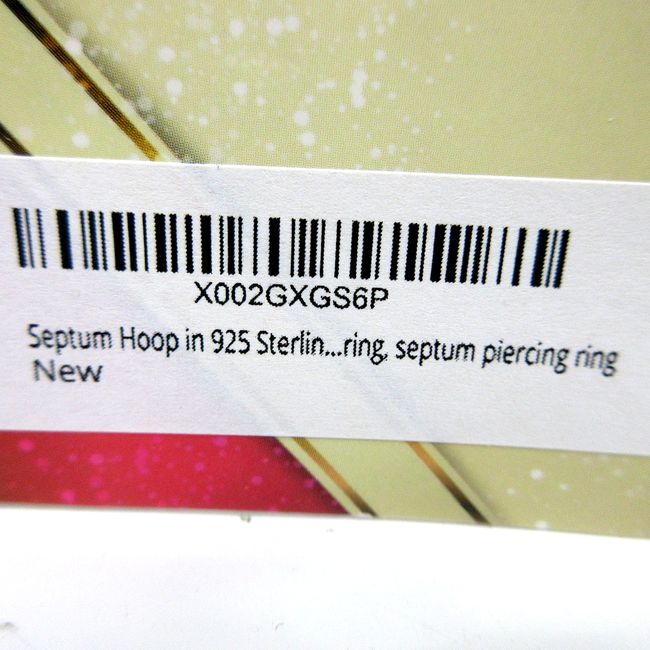 X002GXGS6P
Septum Hoop in 925 Sterlin...ring, septum piercing ring
New